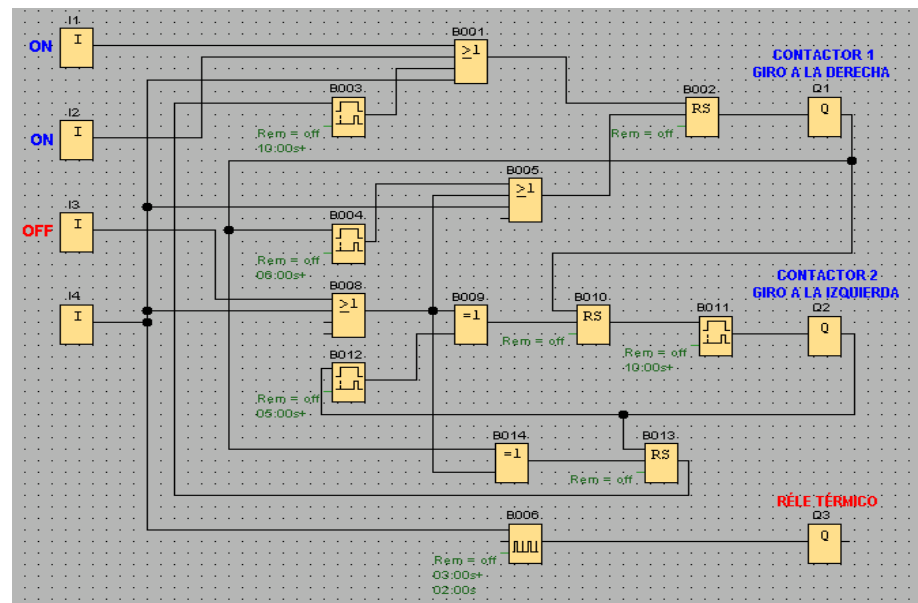 I1
I
ON
B001
≥1
CONTACTOR 1
GIRO A LA DERECHA
B003
Rem = off
10:00s+
B002
RS
Rem = off
Q1
Q
I2
I
ON
B005
≥1
I3
I
OFF
B004
Rem = off
06:00s+
CONTACTOR 2
GIRO A LA IZQUIERDA
I4
I
B008
≥1
B009
=1
B010
RS
Rem = off
B011
Rem = off
10:00s+
Q2
Q
B012
Rem = off
05:00s+
B014
=1
B013
RS
Rem = off
RELE TÉRMICO
B006
Rem = off
03:00s+
02:00s
Q3
Q